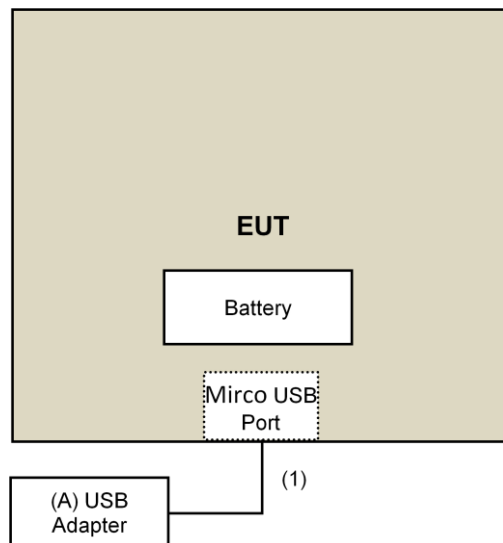 EUT
Battery
Mirco USB
Port
(1)
(A) USB
Adapter